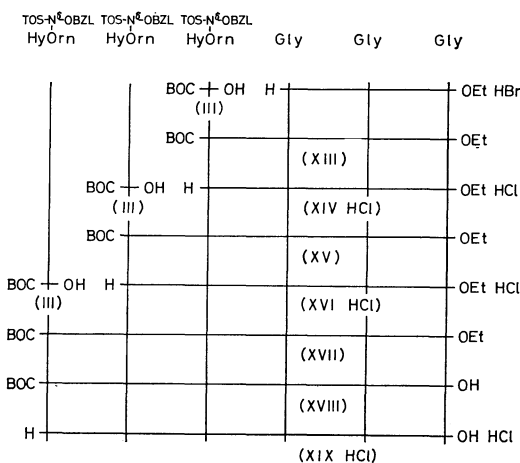 TOS-Nδ-OBZL TOS-Nδ-OBZL TOS-Nδ-OBZL
HyOrn HyOrn HyOrn Gly Gly Gly
BOC OH H OEt HBr
(III)
BOC OEt
(XIII)
BOC OH H OEt HCl
(III) (XIV HCl)
BOC OEt
(XV)
BOC OH H OEt HCl
(III) (XVI HCl)
BOC OEt
(XVII)
BOC OH
(XVIII)
H OH HCl
(XIX HCl)